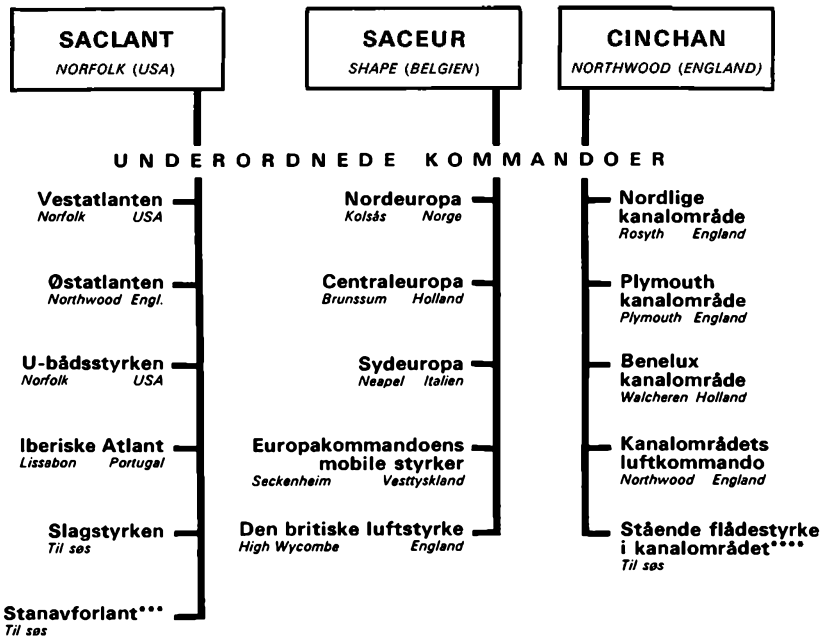 SACLANT
NORFOLK (USA)
SACEUR
SHAPE (BELGIEN)
CINCHAN
NORTHWOOD (ENGLAND)
UNDERORDNEDE KOMMANDOER
Vestatlanten
Norfolk USA
Østatlanten
Northwood Engl.
U-bådsstyrken
Norfolk USA
Iberiske Atlant
Lissabon Portugal
Slagstyrken
Til søs
Stanavforlant***
Til søs
Nordeuropa
Kolsås Norge
Centraleuropa
Brunssum Holland
Sydeuropa
Neapel Italien
Europakommandoens
mobile styrker
Seckenheim Vesttyskland
Den britiske luftstyrke
High Wycombe England
Nordlige
kanalområde
Rosyth England
Plymouth
kanalområde
Plymouth England
Benelux
kanalområde
Walcheren Holland
Kanalområdets
luftkommando
Northwood England
Stående flådestyrke
i kanalområdet****
Til søs